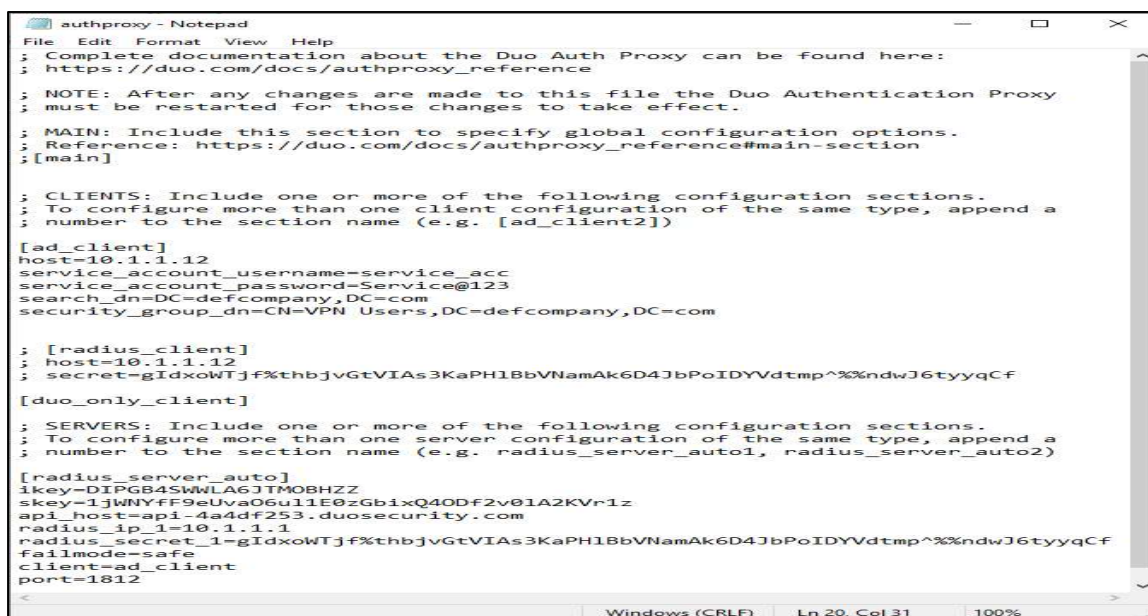 authproxy - Notepad
File Edit Format View Help
; Complete documentation about the Duo Auth Proxy can be found here:
; https://duo.com/docs/authproxy_reference
; NOTE: After any changes are made to this file the Duo Authentication Proxy
; must be restarted for those changes to take effect.
; MAIN: Include this section to specify global configuration options.
; Reference: https://duo.com/docs/authproxy_reference#main-section
;[main]
; CLIENTS: Include one or more of the following configuration sections.
; To configure more than one client configuration of the same type, append a
; number to the section name (e.g. [ad_client2])
[ad_client]
host=10.1.1.12
service_account_username=service_acc
service_account_password=Service@123
search_dn=DC=defcompany,DC=com
security_group_dn=CN=VPN Users,DC=defcompany,DC=com
; [radius_client]
; host=10.1.1.12
; secret=gIdxoWTjf%thbjvGtVIAs3KaPHlBbVNamAk6D4JbPoIDYVdtmp^%%ndwJ6tyyqCf
[duo_only_client]
; SERVERS: Include one or more of the following configuration sections.
; To configure more than one server configuration of the same type, append a
; number to the section name (e.g. radius_server_auto1, radius_server_auto2)
[radius_server_auto]
ikey=DIPGB4SWWLA6JTMOBHZZ
skey=1jWNYfF9eUvaO6ul1E0zGbixQ4ODf2v0lA2KVr1z
api_host=api-4a4df253.duosecurity.com
radius_ip_1=10.1.1.1
radius_secret_1=gIdxoWTjf%thbjvGtVIAs3KaPHlBbVNamAk6D4JbPoIDYVdtmp^%%ndwJ6tyyqCf
failmode=safe
client=ad_client
port=1812
Windows (CRLF) Ln 20, Col 31 100%